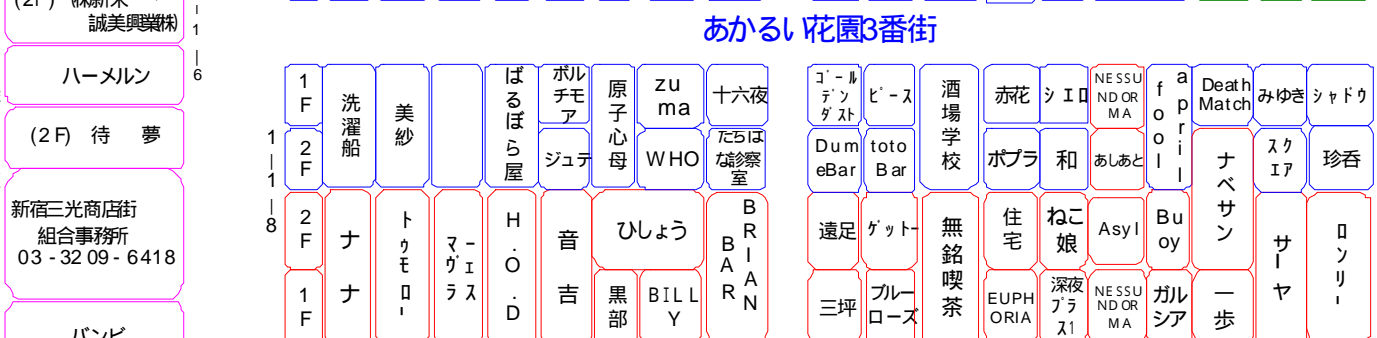 誠美興業(株)
1
|
6
ハーメルン
(2F) 待 夢
新宿三光商店街
組合事務所
03-3209-6418
あかるい花園3番街
1
|
1
|
8
1F
洗濯船
美紗
ばるぼら屋
ボルチモア
原子心母
zuma
十六夜
ゴールデンダスト
ピース
酒場学校
赤花
シエロ
NESSUNDORMA
april fool
Death Match
みゆき
シャドウ
2F
ジュテ
WHO
たちばな診察室
DumeBar
toto Bar
ポプラ
和
あしあと
ナベサン
スクエア
珍呑
2F
ナナ
トゥモロー
マーヴェラス
H.O.D
音吉
ひしょう
BRIAN BAR
遠足
ゲットー
無銘喫茶
住宅
ねこ娘
Asyl
Buoy
サーヤ
ロンリー
1F
黒部
BILLY
三坪
ブルーローズ
EUPHORIA
深夜プラス1
NESSUNDORMA
ガルシア
一歩